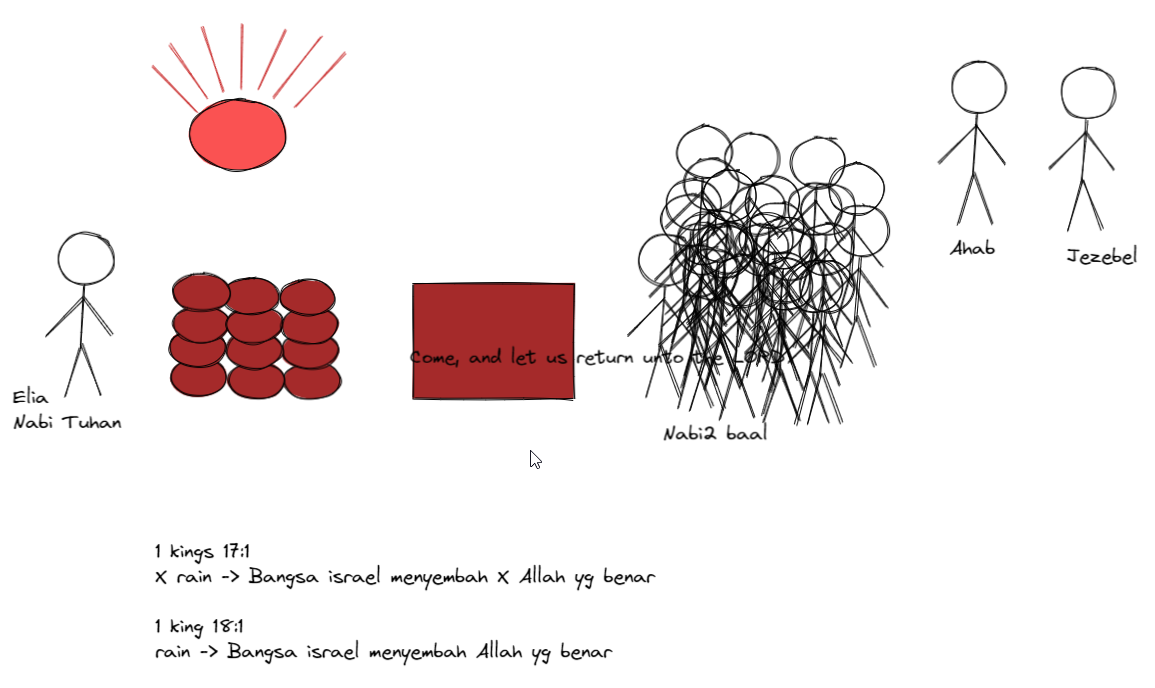 Ahab
Jezebel
Come, and let us return unto the LORD
Elia
Nabi Tuhan
Nabi2 baal
1 kings 17:1
X rain -> Bangsa israel menyembah X Allah yg benar
1 king 18:1
rain -> Bangsa israel menyembah Allah yg benar